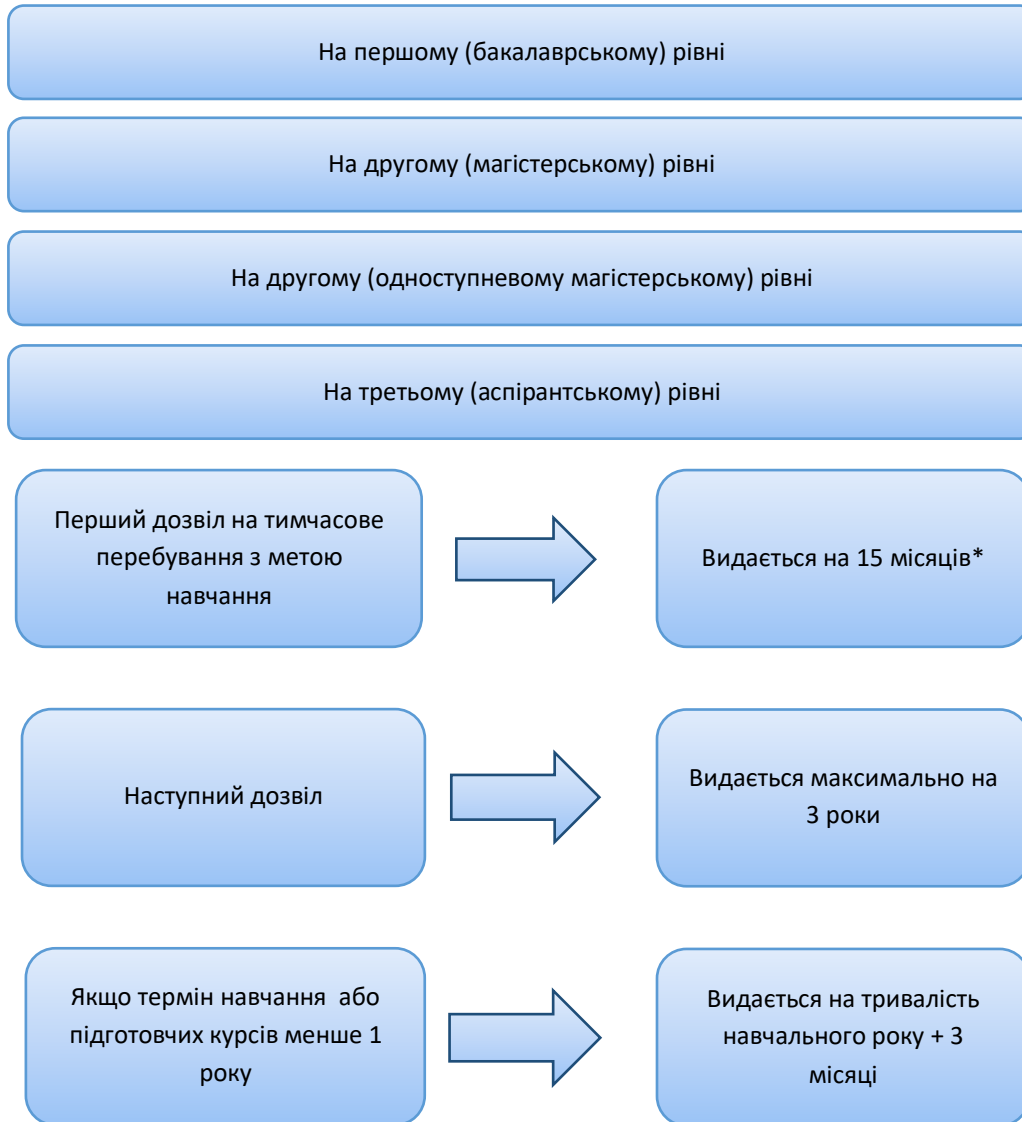 На першому (бакалаврському) рівні
На другому (магістерському) рівні
На другому (одноступневому магістерському) рівні
На третьому (аспірантському) рівні
Перший дозвіл на тимчасове
перебування з метою
навчання
Видається на 15 місяців*
Наступний дозвіл
Видається максимально на
3 роки
Якщо термін навчання або
підготовчих курсів менше 1
року
Видається на тривалість
навчального року + 3
місяці